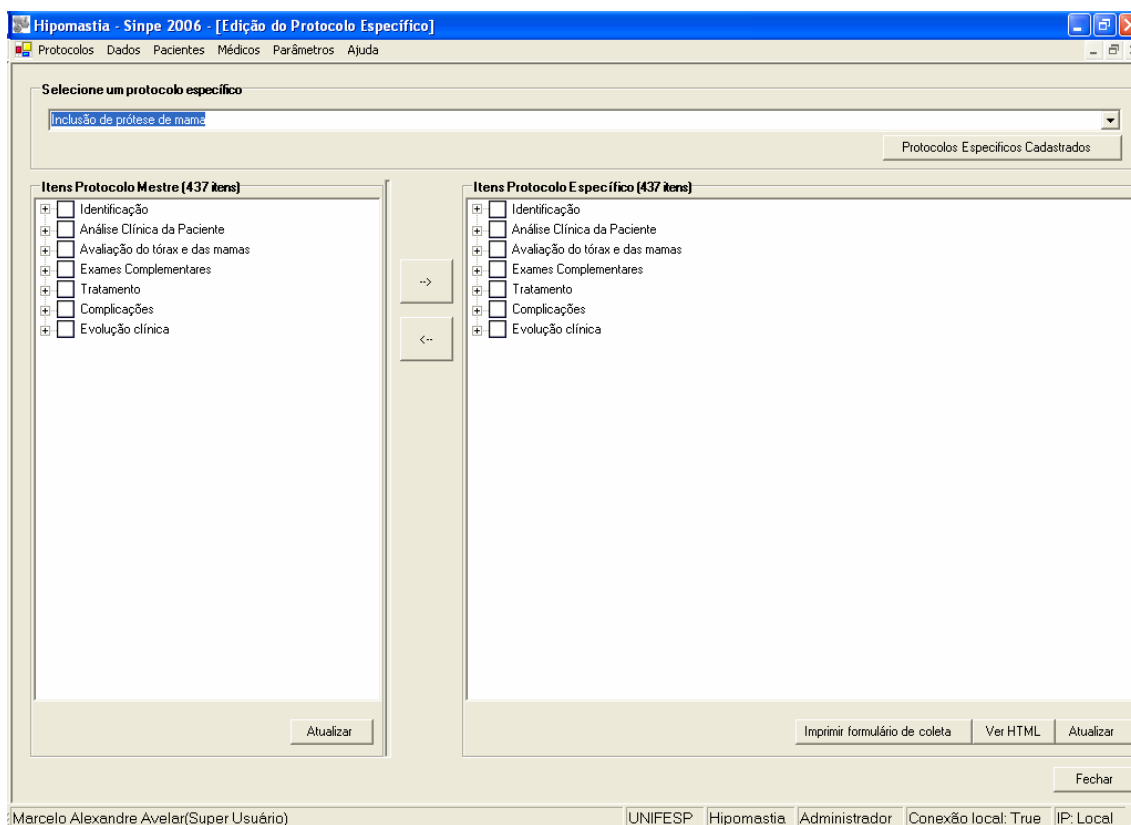 Hipomastia - Sinpe 2006 - [Edição do Protocolo Específico]
Protocolos Dados Pacientes Médicos Parâmetros Ajuda
Selecione um protocolo específico
Inclusão de prótese de mama
Protocolos Especificos Cadastrados
Itens Protocolo Mestre (437 itens)
Identificação
Análise Clínica da Paciente
Avaliação do tórax e das mamas
Exames Complementares
Tratamento
Complicações
Evolução clínica
Atualizar
-->
<--
Itens Protocolo Específico (437 itens)
Identificação
Análise Clínica da Paciente
Avaliação do tórax e das mamas
Exames Complementares
Tratamento
Complicações
Evolução clínica
Imprimir formulário de coleta Ver HTML Atualizar
Fechar
Marcelo Alexandre Avelar(Super Usuário) UNIFESP Hipomastia Administrador Conexão local: True IP: Local